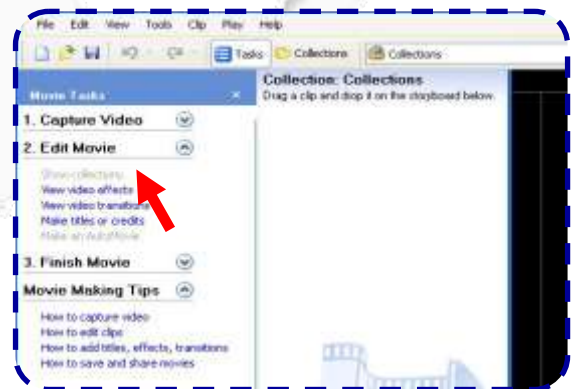 File Edit View Tools Clip Play Help
Tasks Collections Collections
Movie Tasks
Collection: Collections
Drag a clip and drop it on the storyboard below.
1. Capture Video
2. Edit Movie
Show collections
View video effects
View video transitions
Make titles or credits
Make an AutoMovie
3. Finish Movie
Movie Making Tips
How to capture video
How to edit clips
How to add titles, effects, transitions
How to save and share movies